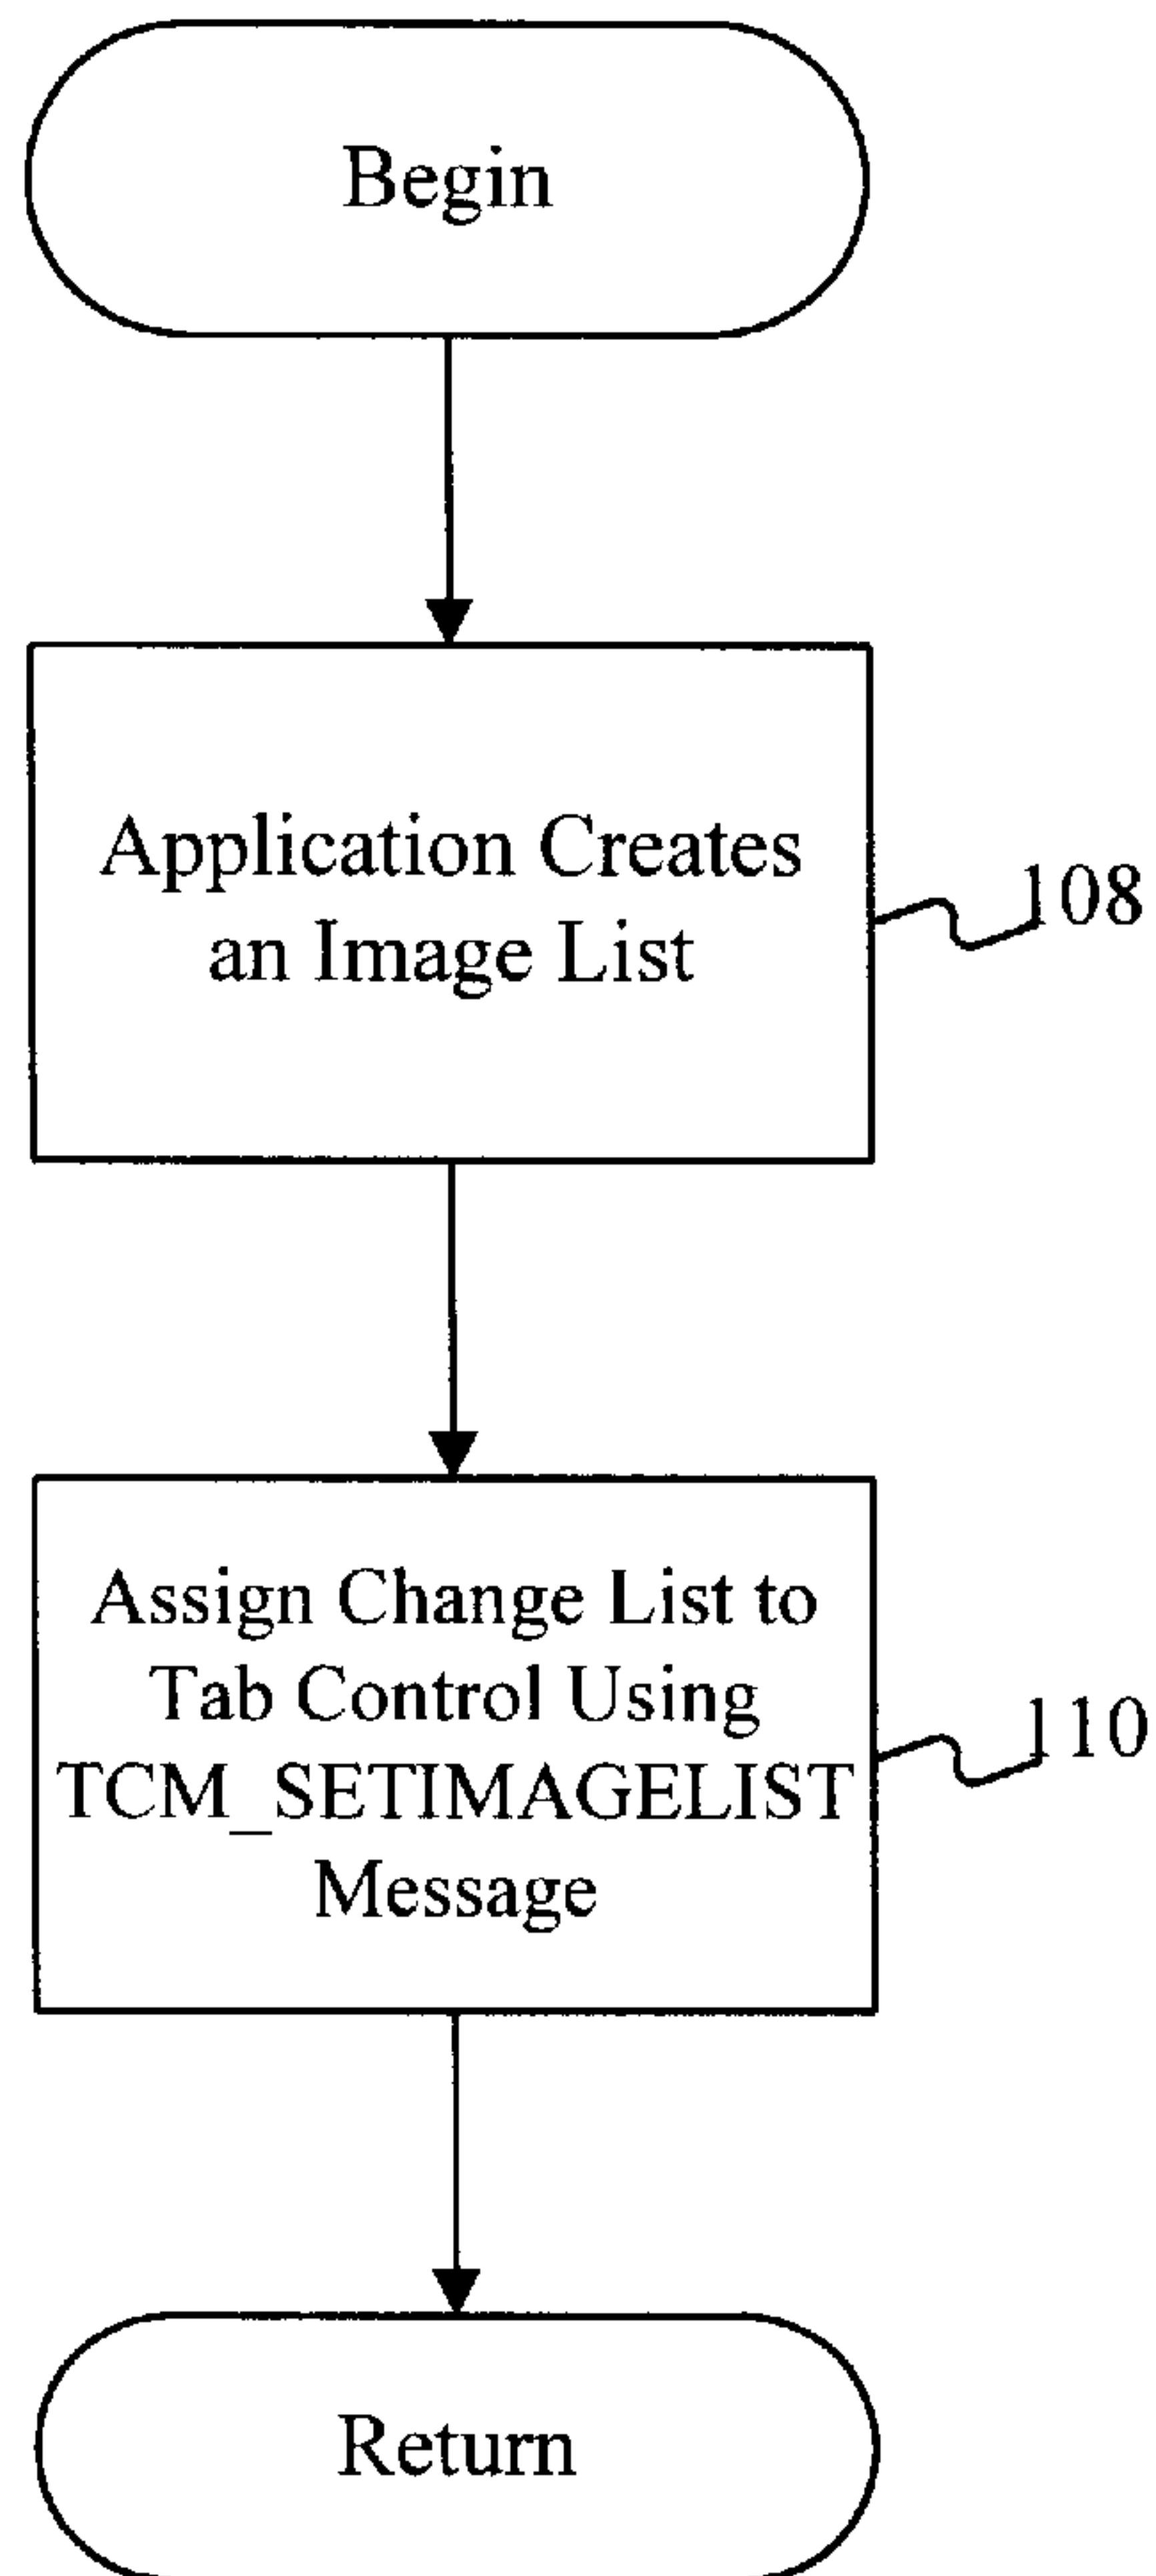 Begin
Application Creates
an Image List
108
Assign Change List to
Tab Control Using
TCM_SETIMAGELIST
Message
110
Return